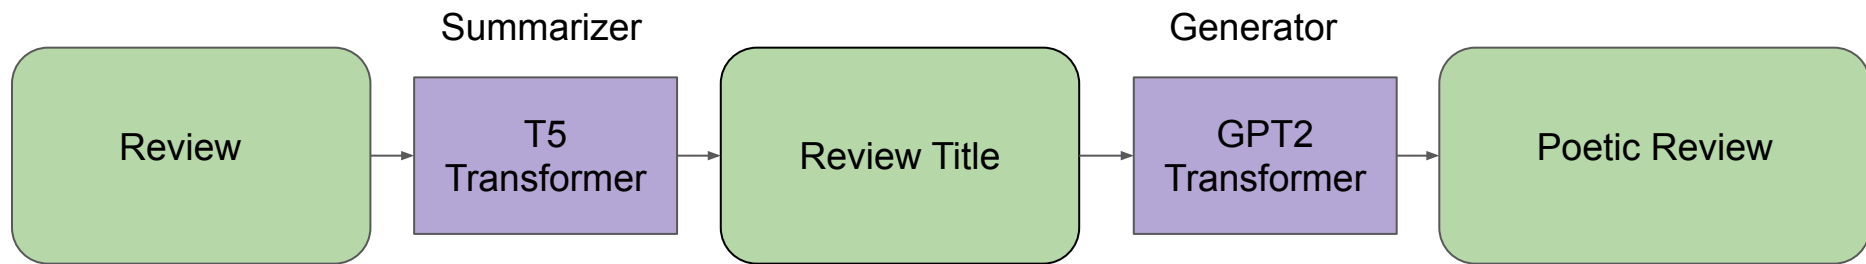 Summarizer
Generator
Review
T5
Transformer
Review Title
GPT2
Transformer
Poetic Review